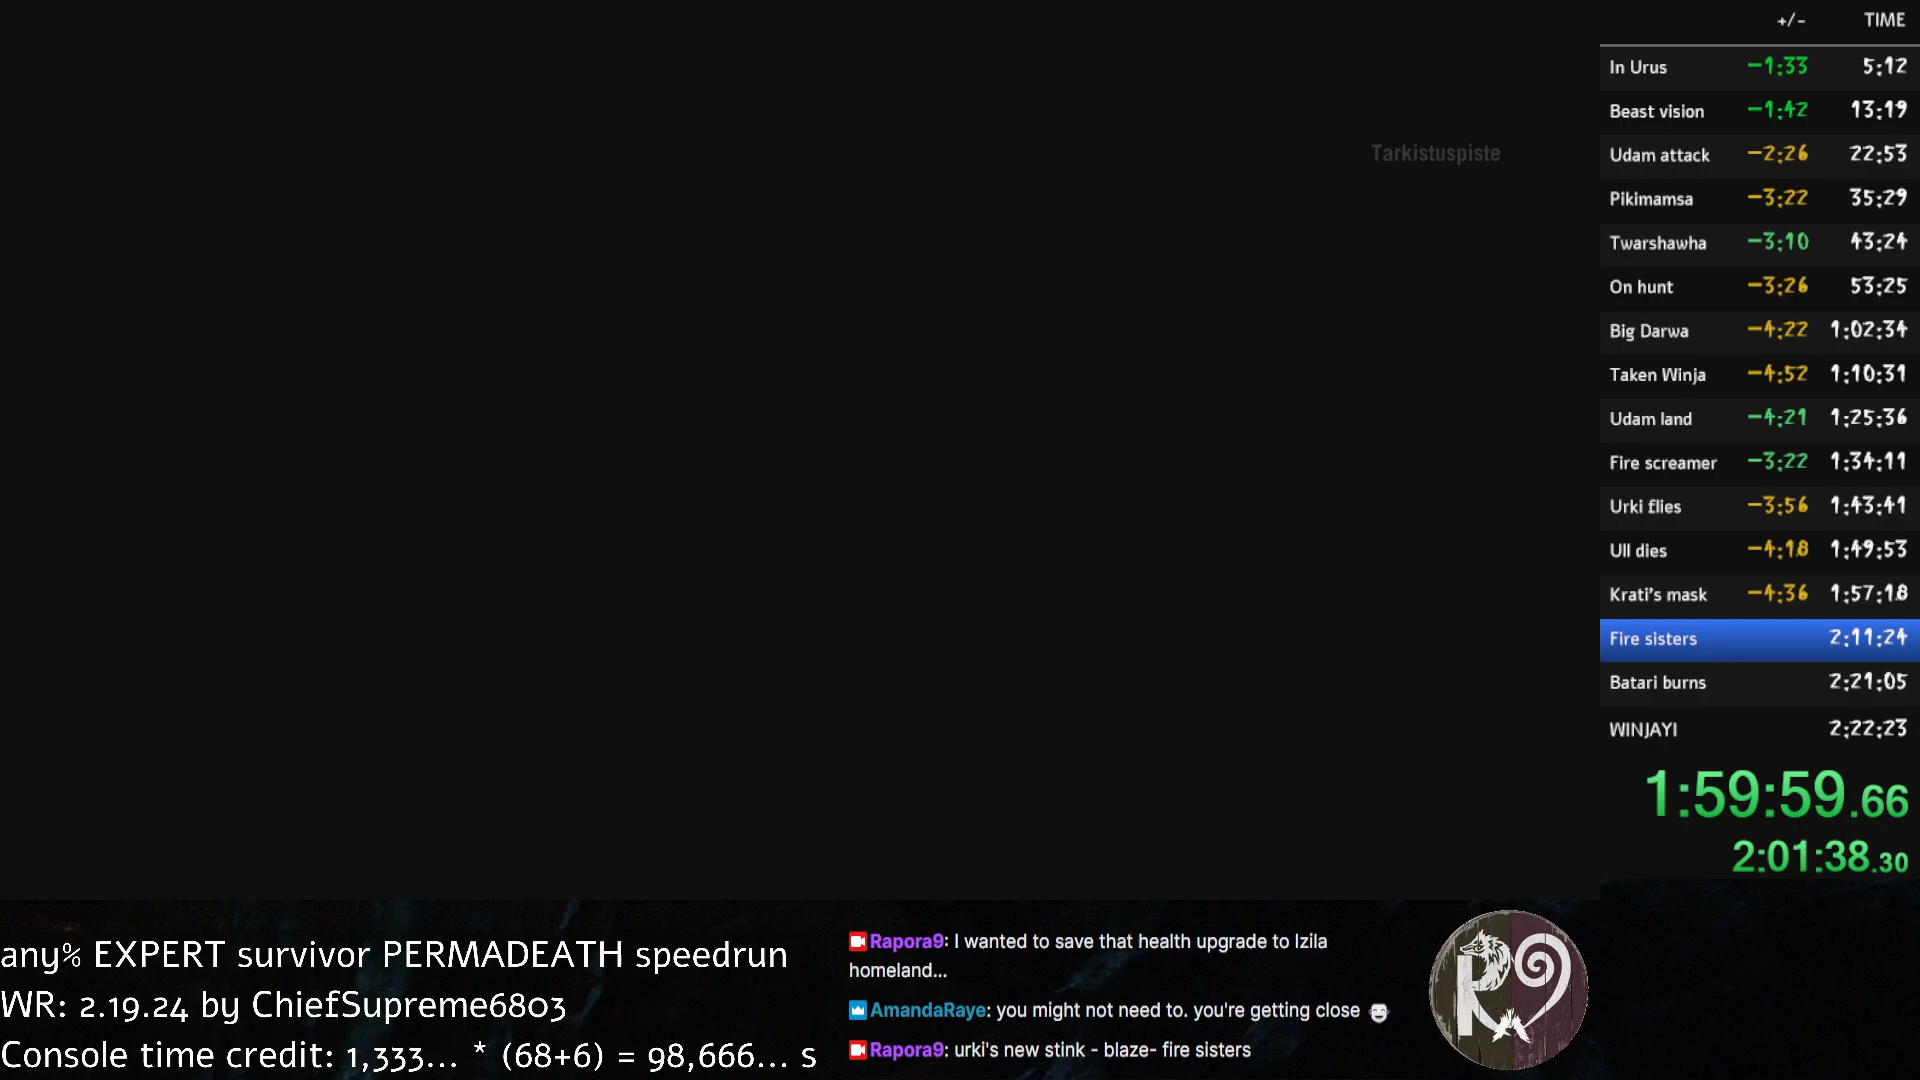 +/- TIME
In Urus -1:33 5:12
Beast vision -1:42 13:19
Udam attack -2:26 22:53
Tarkistuspiste
Pikimamsa -3:22 35:29
Twarshawha -3:10 43:24
On hunt -3:26 53:25
Big Darwa -4:22 1:02:34
Taken Winja -4:52 1:10:31
Udam land -4:21 1:25:36
Fire screamer -3:22 1:34:11
Urki flies -3:56 1:43:41
Ull dies -4:18 1:49:53
Krati's mask -4:36 1:57:18
Fire sisters 2:11:24
Batari burns 2:21:05
WINJAYI 2:22:23
1:59:59.66
2:01:38.30
any% EXPERT survivor PERMADEATH speedrun
WR: 2.19.24 by ChiefSupreme6803
Console time credit: 1,333... * (68+6) = 98,666... s
Rapora9: I wanted to save that health upgrade to Izila
homeland...
AmandaRaye: you might not need to. you're getting close
Rapora9: urki's new stink - blaze- fire sisters
R9